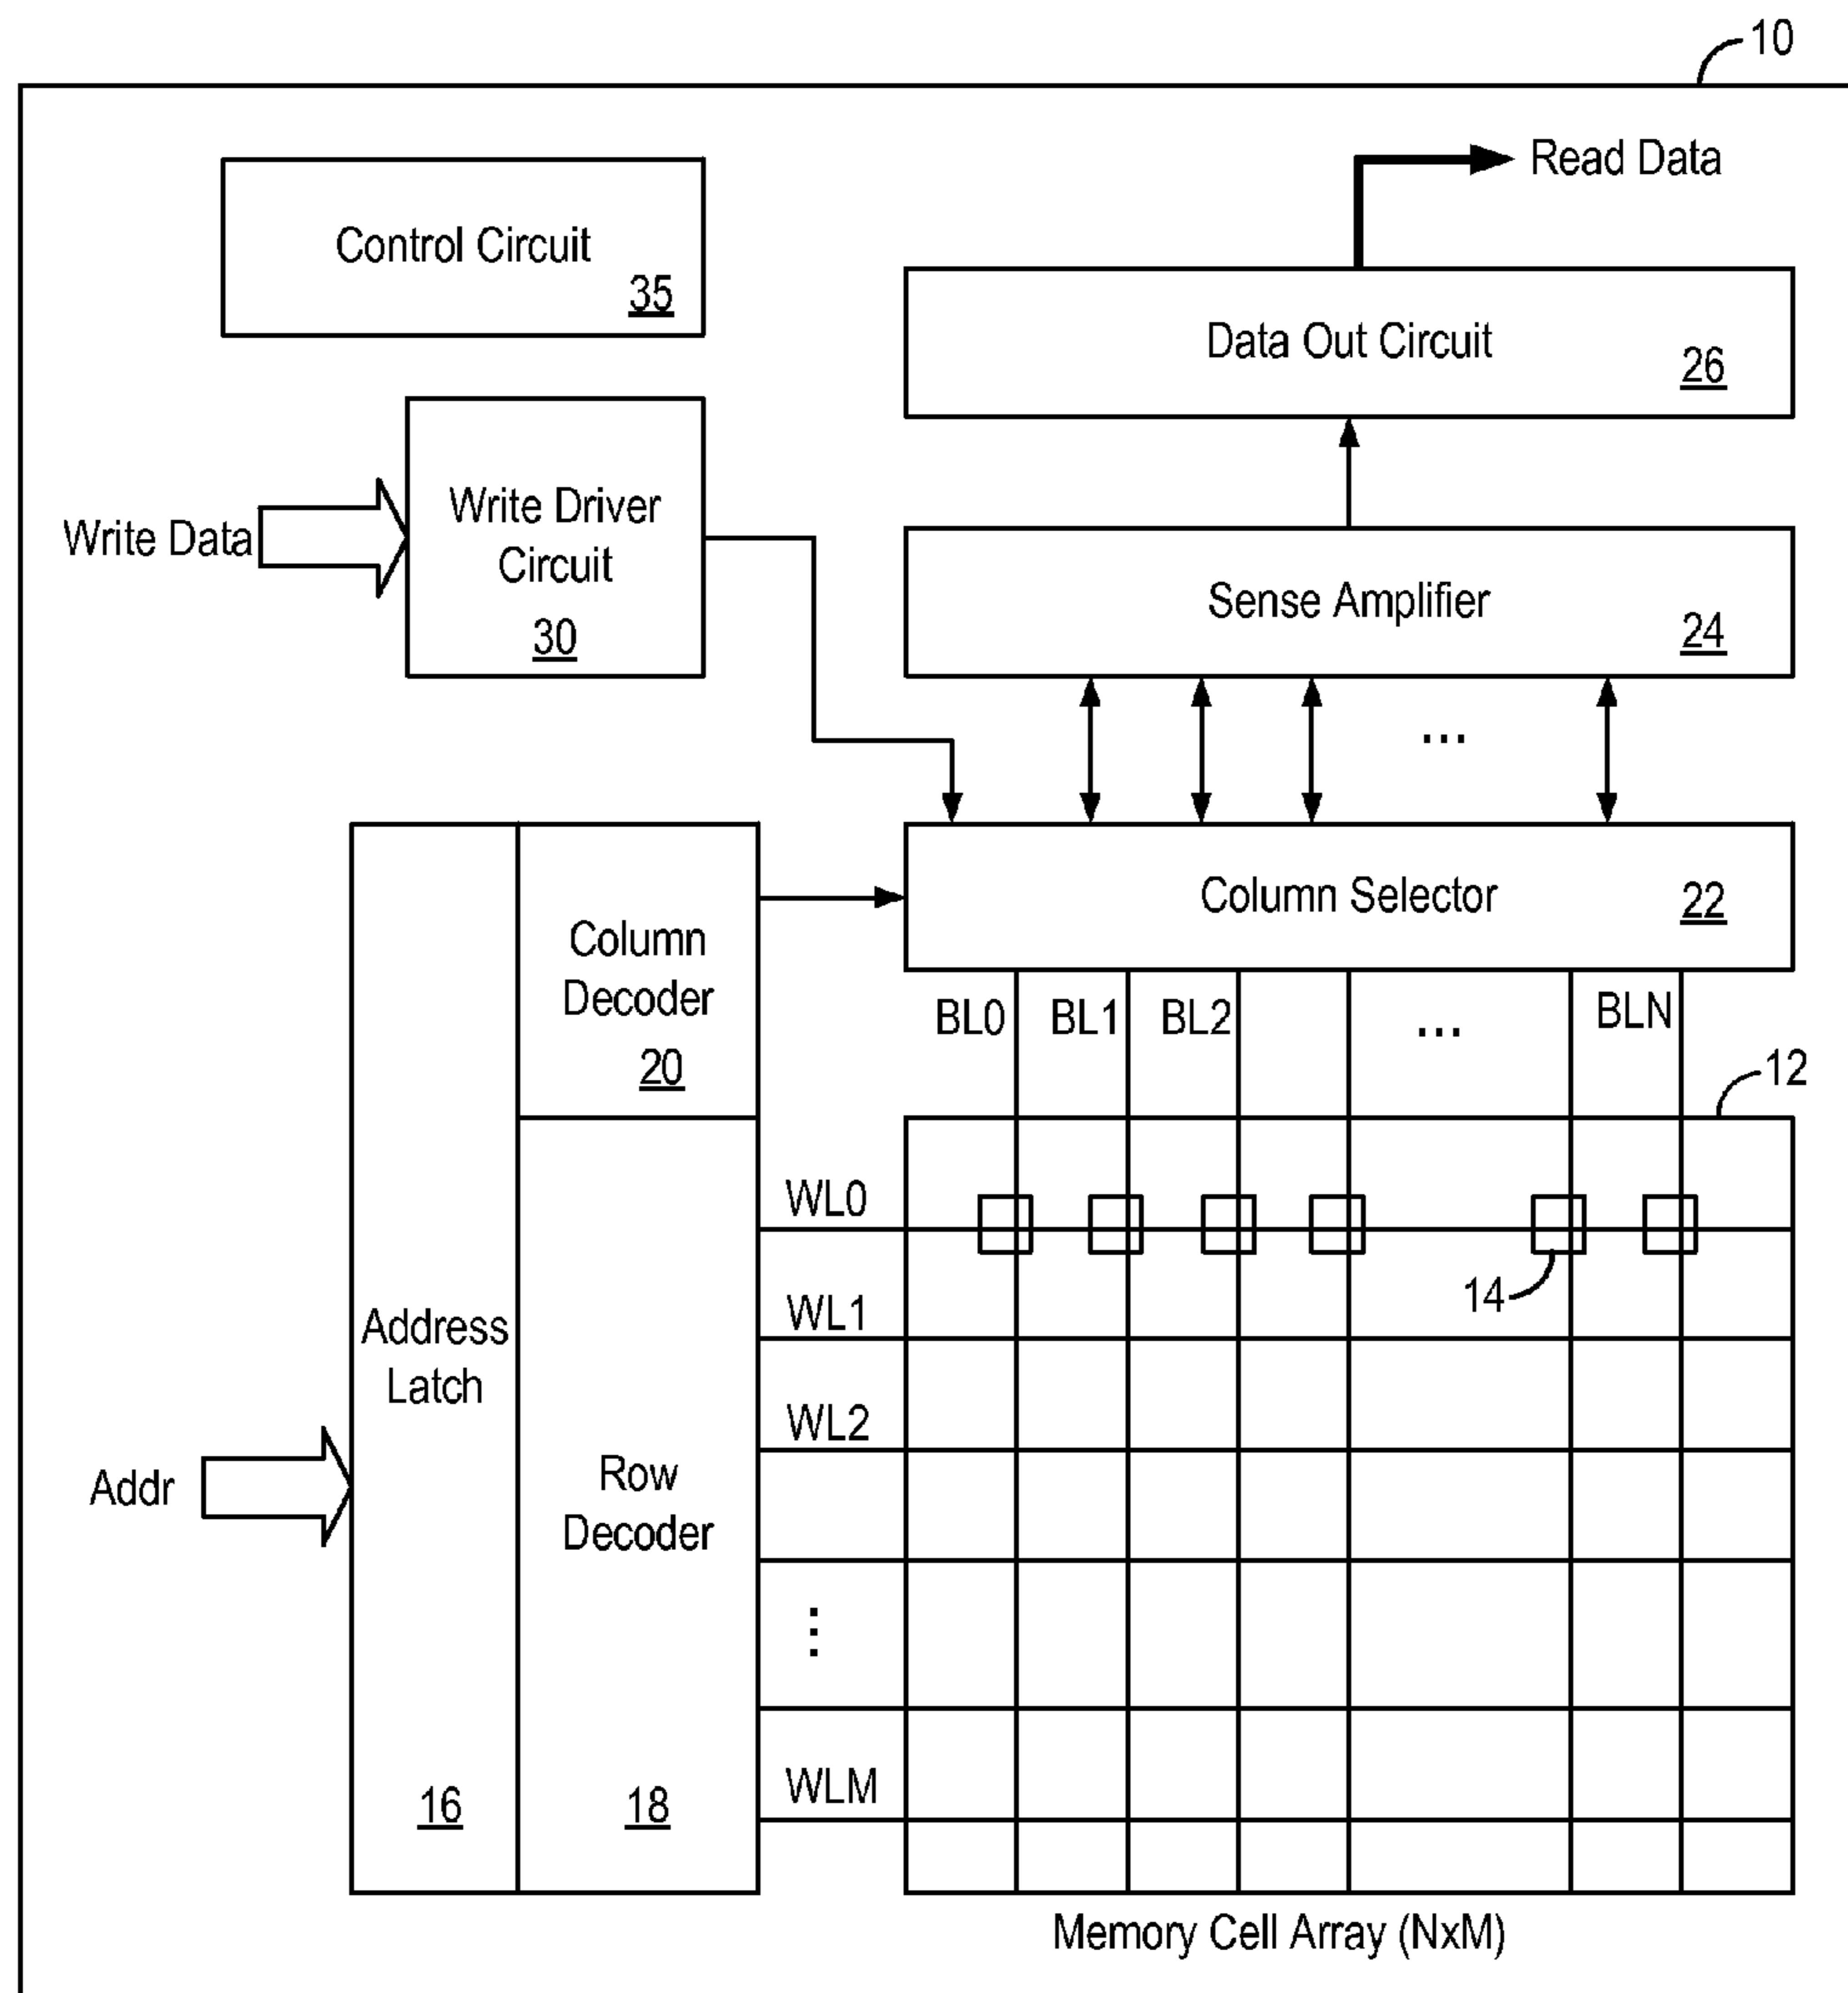 10
Read Data
Control Circuit
35
Data Out Circuit
26
Write Data
Write Driver
Circuit
30
Sense Amplifier
24
...
Column Selector
22
Column
Decoder
20
BL0
BL1
BL2
...
BLN
12
WL0
14
WL1
Address
Latch
WL2
Addr
Row
Decoder
...
WLM
16
18
Memory Cell Array (NxM)